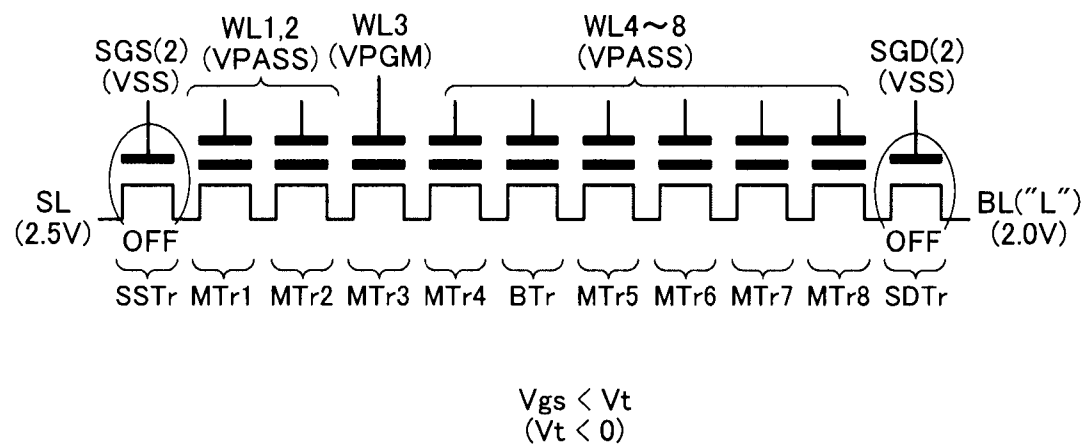 WL1,2
(VPASS)
WL3
(VPGM)
WL4～8
(VPASS)
SGS(2)
(VSS)
SGD(2)
(VSS)
SL
(2.5V)
OFF
OFF
BL("L")
(2.0V)
SSTr MTr1 MTr2 MTr3 MTr4 BTr MTr5 MTr6 MTr7 MTr8 SDTr
Vgs < Vt
(Vt < 0)